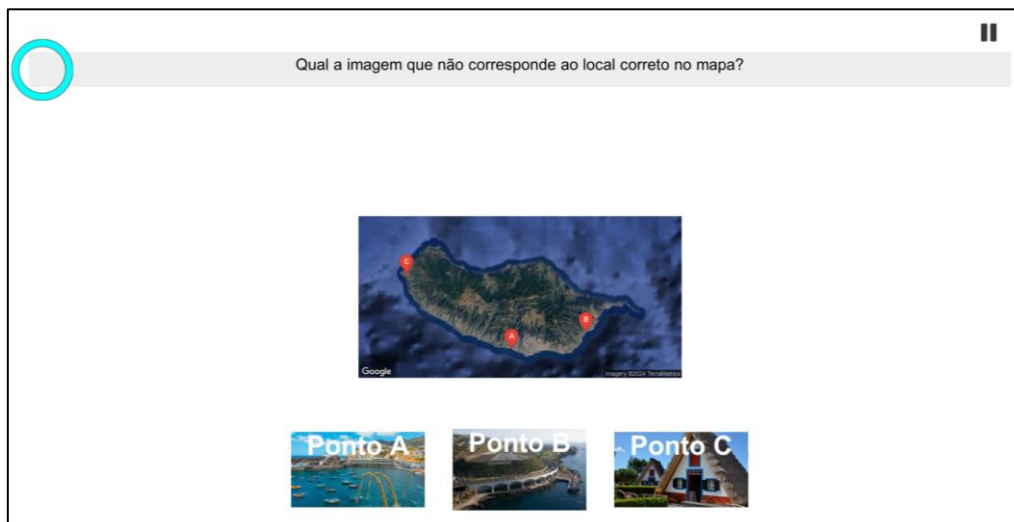 Qual a imagem que não corresponde ao local correto no mapa?
C
B
A
Google
Imagery ©2024 TerraMetrics
Ponto A
Ponto B
Ponto C